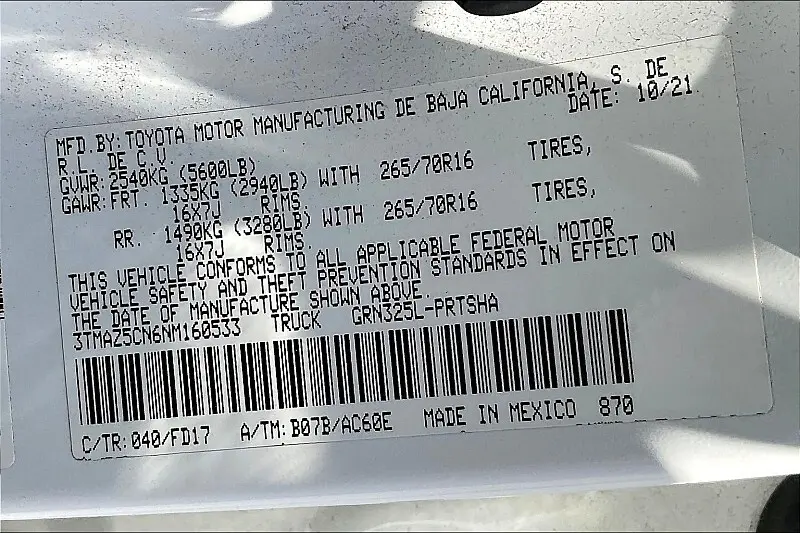 MFD.BY:TOYOTA MOTOR MANUFACTURING DE BAJA CALIFORNIA, S. DE
R.L. DE C.V. DATE: 10/21
GVWR:2540KG (5600LB)
GAWR:FRT. 1335KG (2940LB) WITH 265/70R16 TIRES,
16X7J RIMS.
RR. 1490KG (3280LB) WITH 265/70R16 TIRES,
16X7J RIMS.
THIS VEHICLE CONFORMS TO ALL APPLICABLE FEDERAL MOTOR
VEHICLE SAFETY AND THEFT PREVENTION STANDARDS IN EFFECT ON
THE DATE OF MANUFACTURE SHOWN ABOVE.
3TMAZ5CN6NM160533 TRUCK GRN325L-PRTSHA
C/TR:040/FD17 A/TM:B07B/AC60E MADE IN MEXICO 870